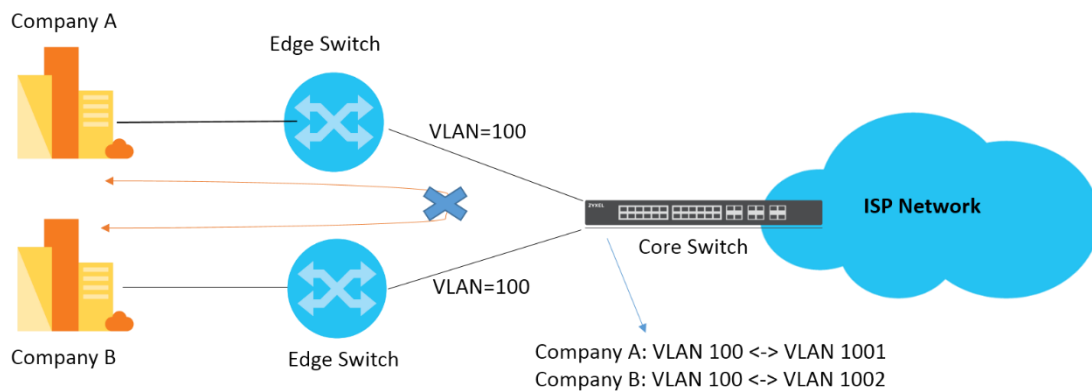 Company A
Edge Switch
VLAN=100
ZYXEL
ISP Network
Core Switch
VLAN=100
Company B
Edge Switch
Company A: VLAN 100 <-> VLAN 1001
Company B: VLAN 100 <-> VLAN 1002